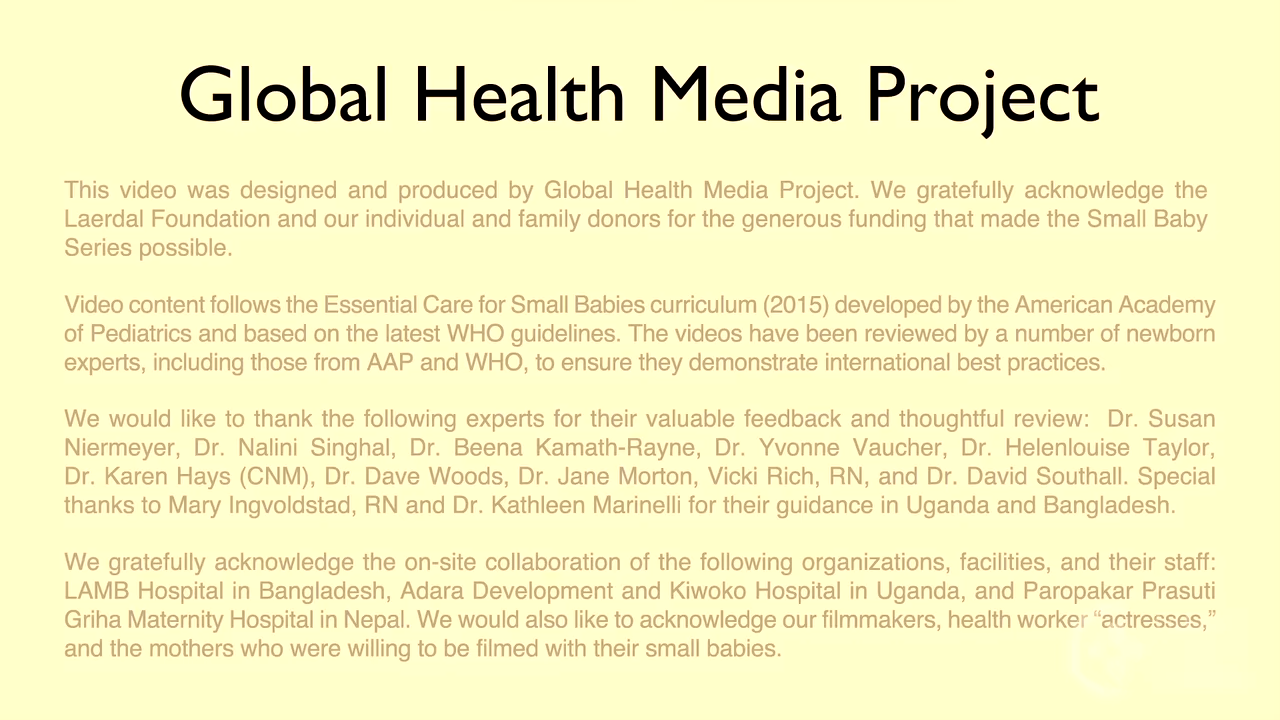 Global Health Media Project
This video was designed and produced by Global Health Media Project. We gratefully acknowledge the
Laerdal Foundation and our individual and family donors for the generous funding that made the Small Baby
Series possible.
Video content follows the Essential Care for Small Babies curriculum (2015) developed by the American Academy
of Pediatrics and based on the latest WHO guidelines. The videos have been reviewed by a number of newborn
experts, including those from AAP and WHO, to ensure they demonstrate international best practices.
We would like to thank the following experts for their valuable feedback and thoughtful review:  Dr. Susan
Niermeyer, Dr. Nalini Singhal, Dr. Beena Kamath-Rayne, Dr. Yvonne Vaucher, Dr. Helenlouise Taylor,
Dr. Karen Hays (CNM), Dr. Dave Woods, Dr. Jane Morton, Vicki Rich, RN, and Dr. David Southall. Special
thanks to Mary Ingvoldstad, RN and Dr. Kathleen Marinelli for their guidance in Uganda and Bangladesh.
We gratefully acknowledge the on-site collaboration of the following organizations, facilities, and their staff:
LAMB Hospital in Bangladesh, Adara Development and Kiwoko Hospital in Uganda, and Paropakar Prasuti
Griha Maternity Hospital in Nepal. We would also like to acknowledge our filmmakers, health worker “actresses,”
and the mothers who were willing to be filmed with their small babies.